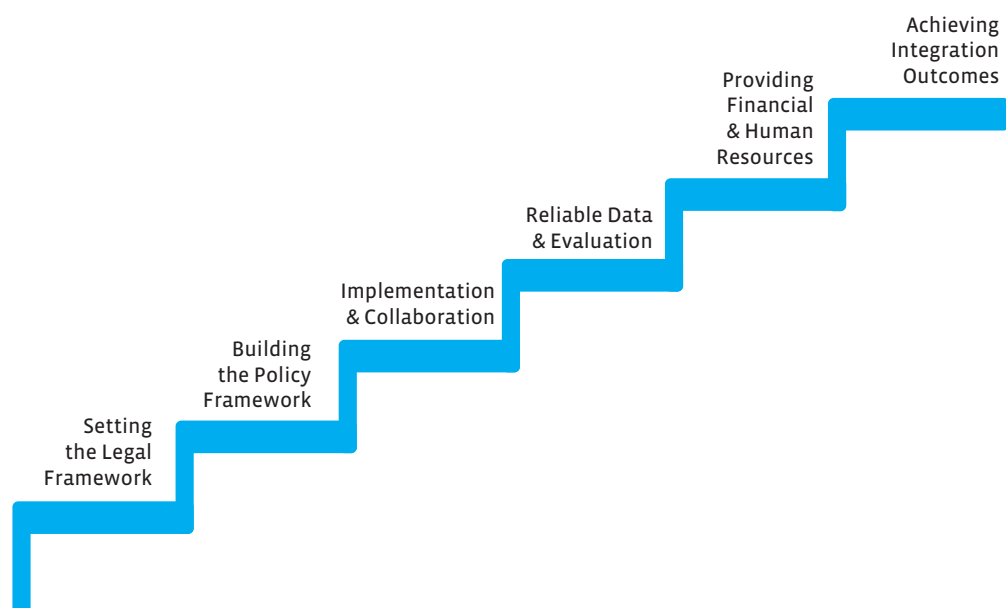 Achieving
Integration
Outcomes
Providing
Financial
& Human
Resources
Reliable Data
& Evaluation
Implementation
& Collaboration
Building
the Policy
Framework
Setting
the Legal
Framework